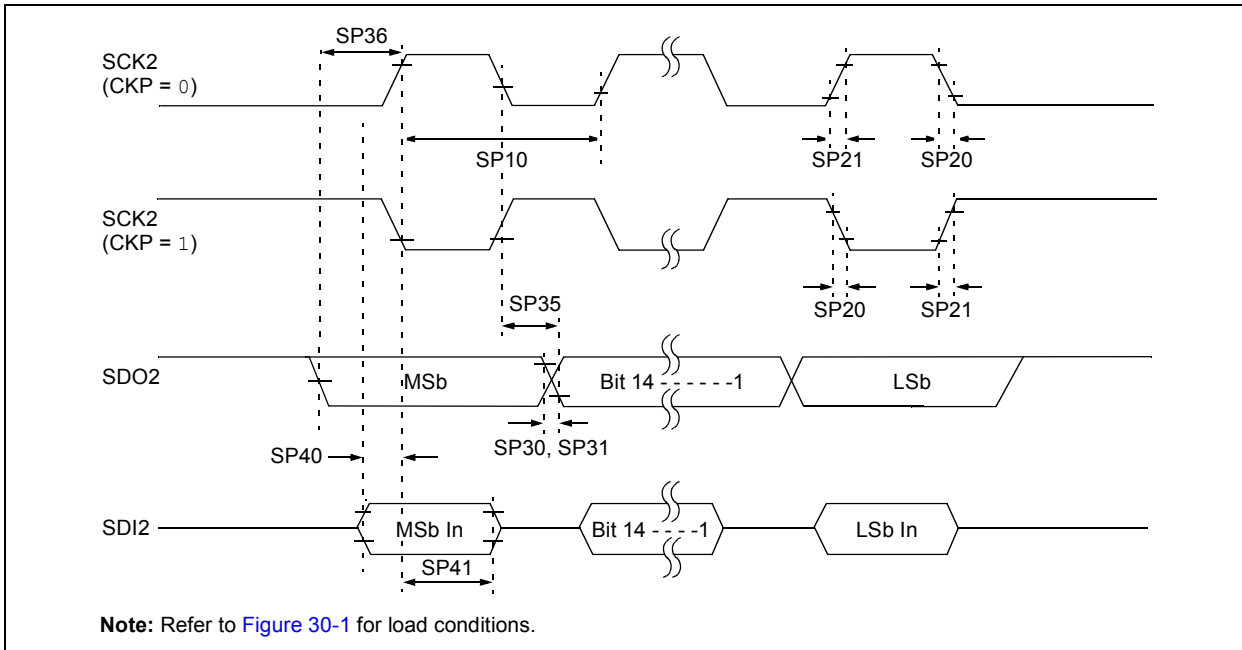 SP36
SCK2
(CKP = 0)
SP10
SP21
SP20
SCK2
(CKP = 1)
SP35
SP20
SP21
SDO2
MSb
Bit 14 - - - - - -1
LSb
SP30, SP31
SP40
SDI2
MSb In
Bit 14 - - - - -1
LSb In
SP41
Note: Refer to Figure 30-1 for load conditions.